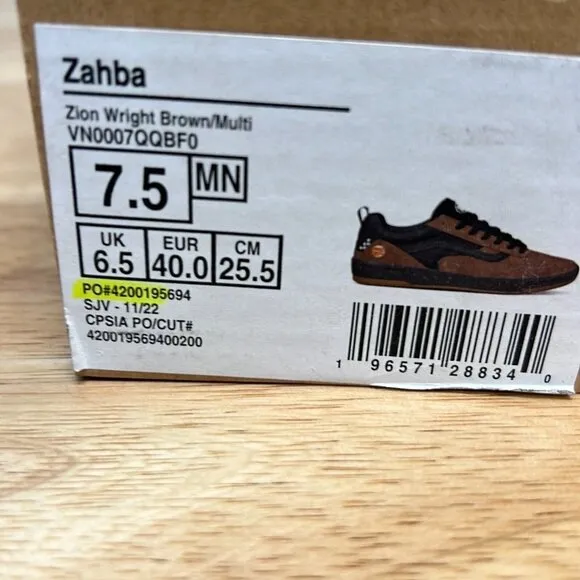 Zahba
Zion Wright Brown/Multi
VN0007QQBF0
7.5 MN
UK EUR CM
6.5 40.0 25.5
PO#4200195694
SJV - 11/22
CPSIA PO/CUT#
420019569400200
1 96571 28834 0